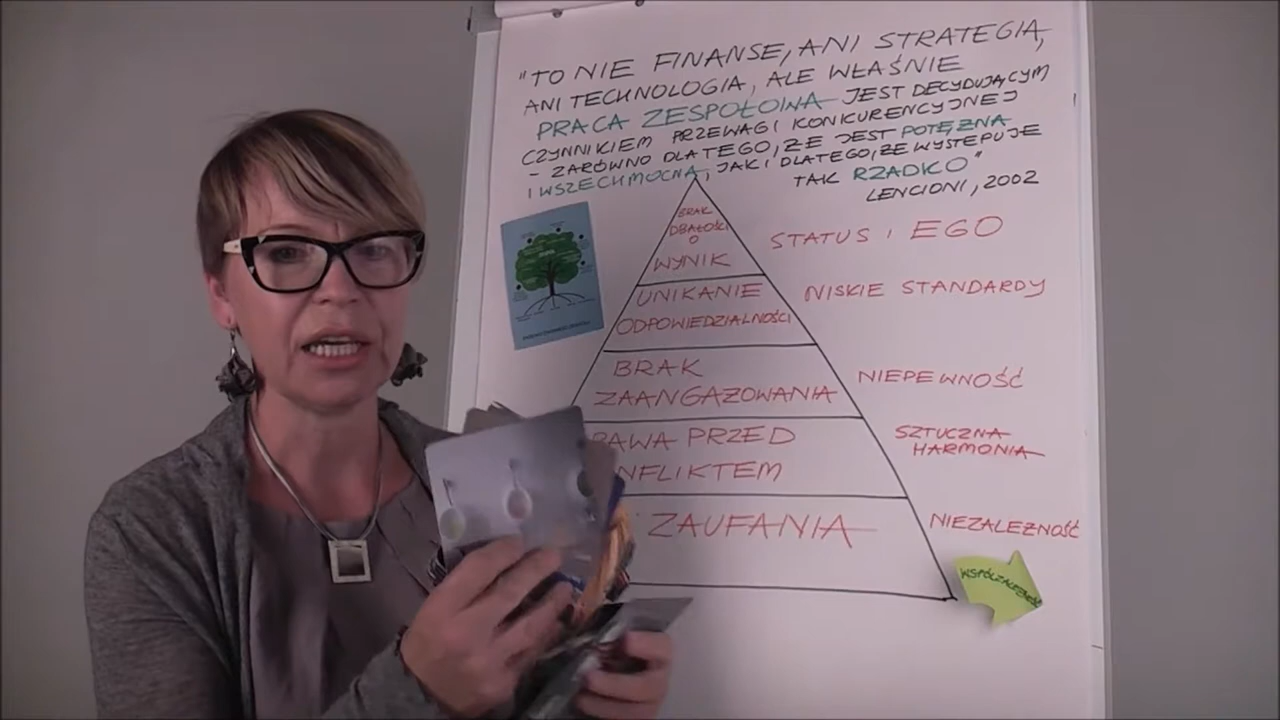 "TO NIE FINANSE, ANI STRATEGIA,
ANI TECHNOLOGIA, ALE WŁAŚNIE
PRACA ZESPOŁOWA JEST DECYDUJĄCYM
CZYNNIKIEM PRZEWAGI KONKURENCYJNEJ
- ZARÓWNO DLATEGO, ŻE JEST POTĘŻNA
I WSZECHMOCNA, JAK I DLATEGO, ŻE WYSTĘPUJE
TAK RZADKO"
LENCIONI, 2002
BRAK
DBAŁOŚCI
O
WYNIK
STATUS I EGO
UNIKANIE
ODPOWIEDZIALNOŚCI
NISKIE STANDARDY
BRAK
ZAANGAŻOWANIA
NIEPEWNOŚĆ
PRZED
SZTUCZNA
HARMONIA
ZAUFANIA
NIEZALEŻNOŚĆ
WSPÓŁZALEŻNOŚĆ